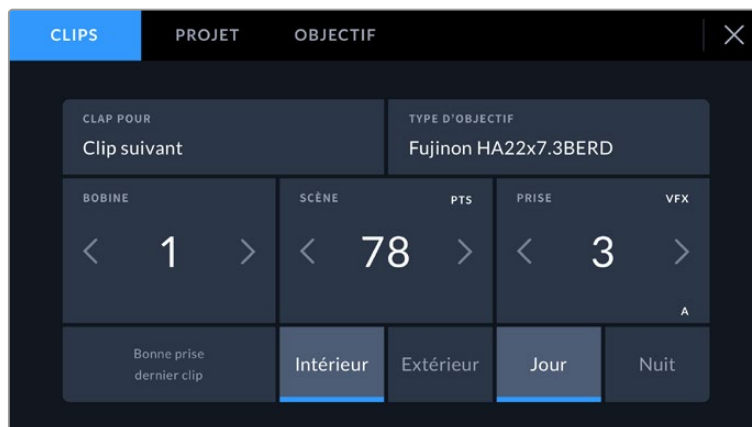 CLIPS PROJET OBJECTIF
CLAP POUR TYPE D'OBJECTIF
Clip suivant Fujinon HA22x7.3BERD
BOBINE SCÈNE PTS PRISE VFX
1 78 3
A
Bonne prise
dernier clip
Intérieur Extérieur Jour Nuit